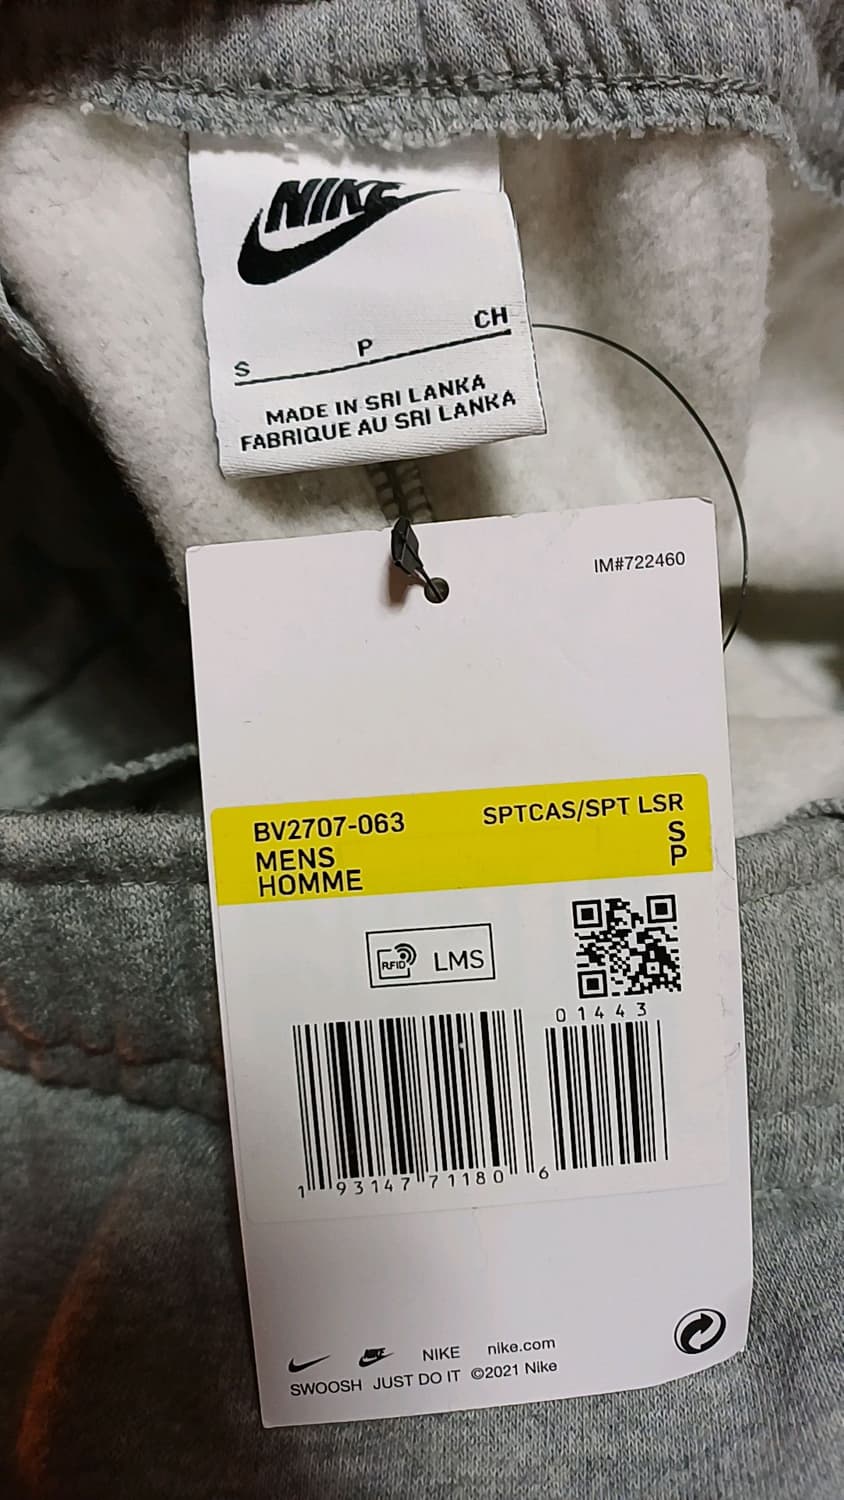 NIKE
S P CH
MADE IN SRI LANKA
FABRIQUE AU SRI LANKA
IM#722460
BV2707-063 SPTCAS/SPT LSR
MENS S
HOMME P
RFID LMS
01443
1 93147 71180 6
NIKE nike.com
SWOOSH JUST DO IT ©2021 Nike